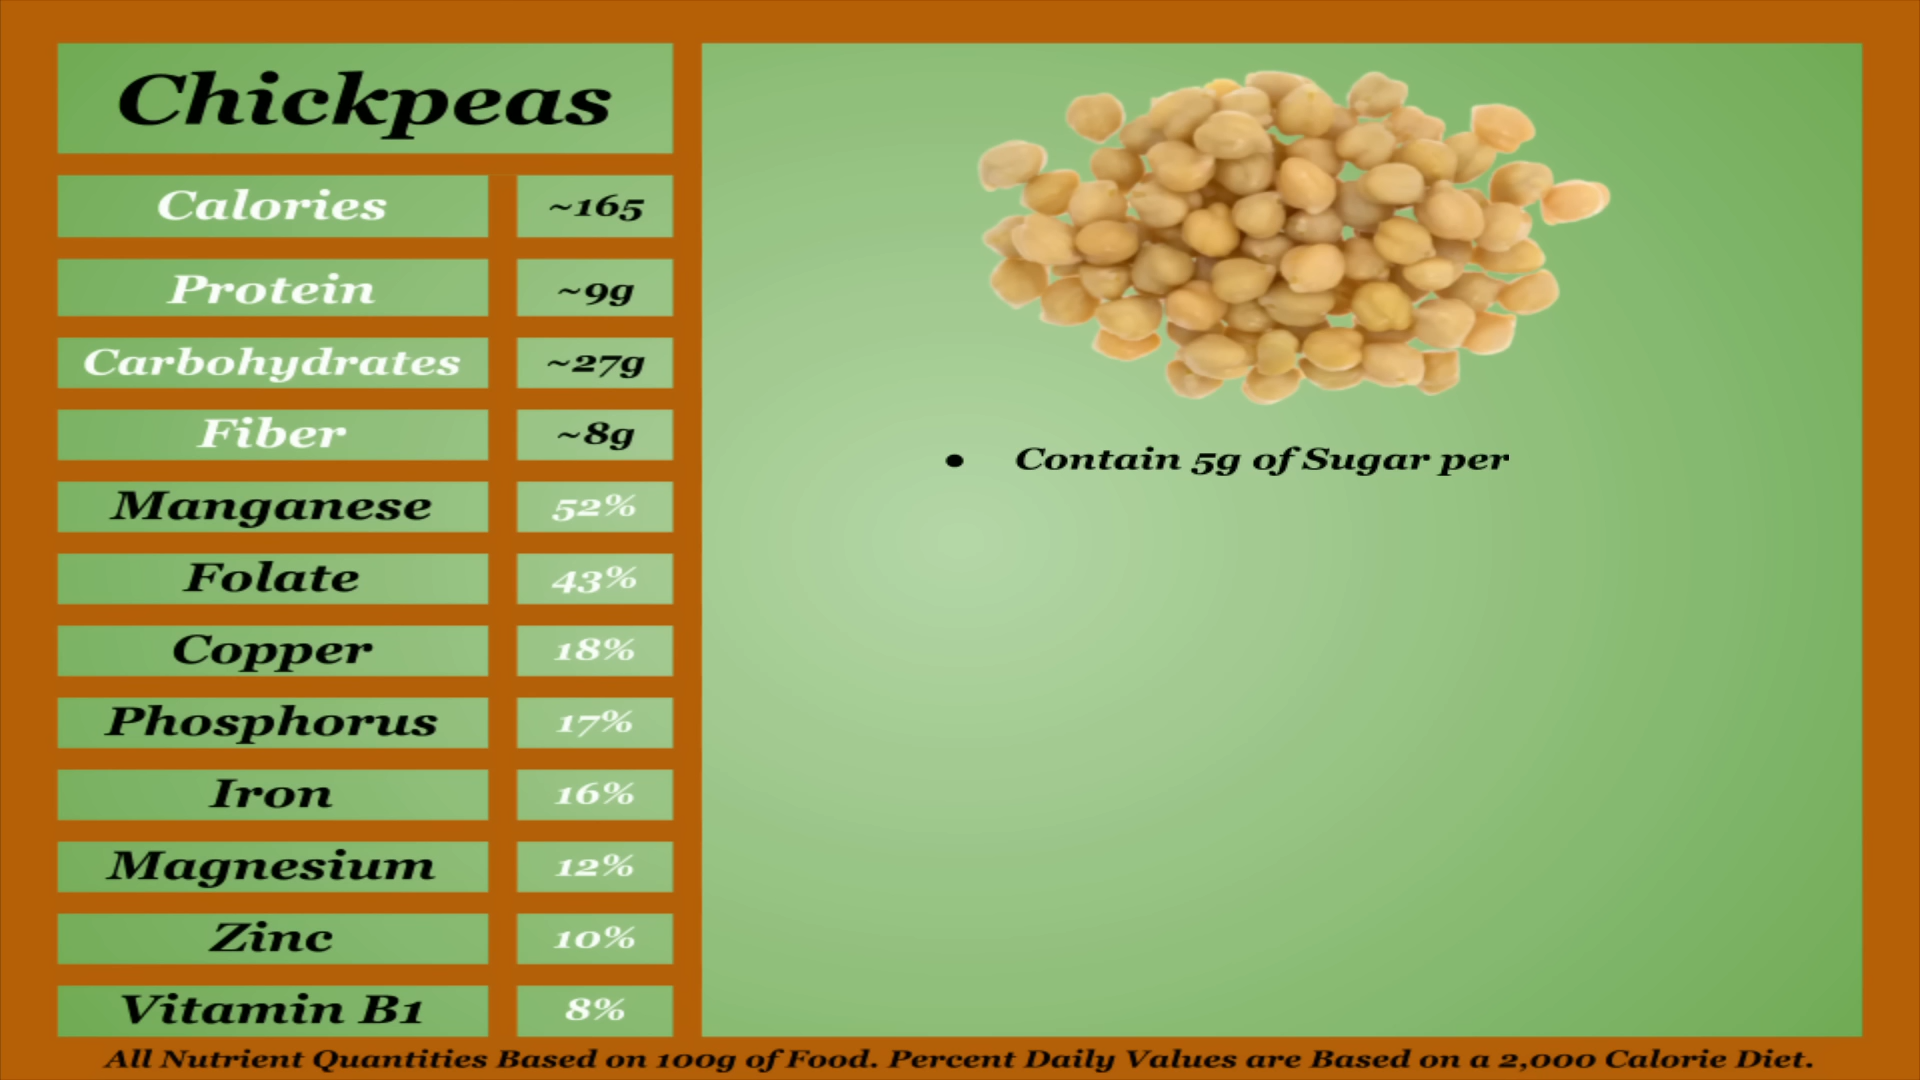 Chickpeas
Calories ~165
Protein ~9g
Carbohydrates ~27g
Fiber ~8g
Manganese 52%
Folate 43%
Copper 18%
Phosphorus 17%
Iron 16%
Magnesium 12%
Zinc 10%
Vitamin B1 8%
• Contain 5g of Sugar per
All Nutrient Quantities Based on 100g of Food. Percent Daily Values are Based on a 2,000 Calorie Diet.